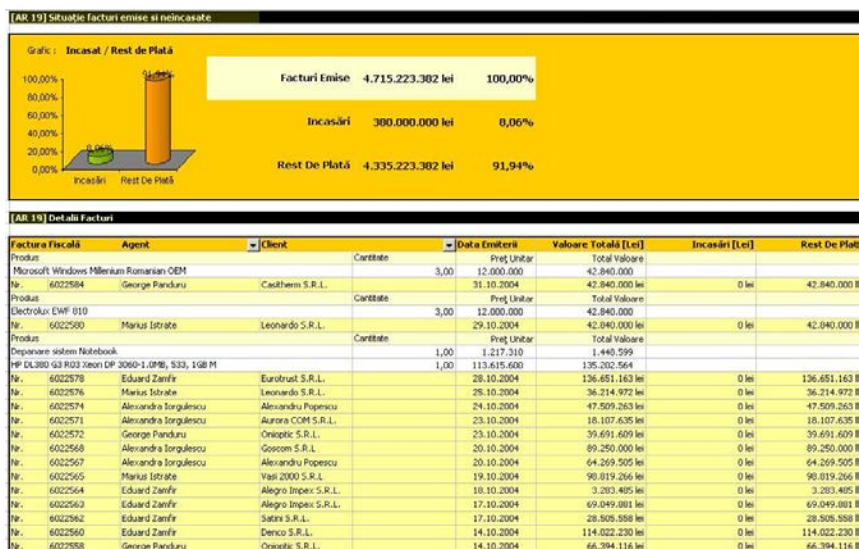 [AR 19] Situație facturi emise si neîncasate
Grafic : Incasat / Rest de Plată
100,00%
80,00%
60,00%
40,00%
20,00%
0,00%
91,94%
8,06%
Incasări Rest De Plată
Facturi Emise 4.715.223.382 lei 100,00%
Incasări 380.000.000 lei 8,06%
Rest De Plată 4.335.223.382 lei 91,94%
[AR 19] Detalii Facturi
Factura Fiscală Agent Client Data Emiterii Valoare Totală [Lei] Incasări [Lei] Rest De Plat
Produs Cantitate Preț Unitar Total Valoare
Microsoft Windows Millenium Romanian OEM 3,00 12.000.000 42.840.000
Nr. 6022584 George Panduru Casitherm S.R.L. 31.10.2004 42.840.000 lei 0 lei 42.840.000 l
Produs Cantitate Preț Unitar Total Valoare
Electrolux EWF 810 3,00 12.000.000 42.840.000
Nr. 6022580 Marius Istrate Leonardo S.R.L. 29.10.2004 42.840.000 lei 0 lei 42.840.000 l
Produs Cantitate Preț Unitar Total Valoare
Depanare sistem Notebook 1,00 1.217.310 1.448.599
HP DL380 G3 R03 Xeon DP 3060-1.0MB, 533, 1GB M 1,00 113.615.600 135.202.564
Nr. 6022578 Eduard Zamfir Eurotrust S.R.L. 28.10.2004 136.651.163 lei 0 lei 136.651.163 l
Nr. 6022576 Marius Istrate Leonardo S.R.L. 25.10.2004 36.214.972 lei 0 lei 36.214.972 l
Nr. 6022574 Alexandra Iorgulescu Alexandru Popescu 24.10.2004 47.509.263 lei 0 lei 47.509.263 l
Nr. 6022571 Alexandra Iorgulescu Aurora COM S.R.L. 23.10.2004 18.107.635 lei 0 lei 18.107.635 l
Nr. 6022572 George Panduru Onioptic S.R.L. 23.10.2004 39.691.609 lei 0 lei 39.691.609 l
Nr. 6022568 Alexandra Iorgulescu Goscom S.R.L 20.10.2004 89.250.000 lei 0 lei 89.250.000 l
Nr. 6022567 Alexandra Iorgulescu Alexandru Popescu 20.10.2004 64.269.505 lei 0 lei 64.269.505 l
Nr. 6022565 Marius Istrate Vasi 2000 S.R.L 19.10.2004 98.819.266 lei 0 lei 98.819.266 l
Nr. 6022564 Eduard Zamfir Alegro Impex S.R.L. 18.10.2004 3.283.485 lei 0 lei 3.283.485 l
Nr. 6022563 Eduard Zamfir Alegro Impex S.R.L. 17.10.2004 69.049.881 lei 0 lei 69.049.881 l
Nr. 6022562 Eduard Zamfir Satini S.R.L. 17.10.2004 28.505.558 lei 0 lei 28.505.558 l
Nr. 6022560 Eduard Zamfir Denco S.R.L. 14.10.2004 114.022.230 lei 0 lei 114.022.230 l
Nr. 6022558 George Panduru Onioptic S.R.L. 14.10.2004 66.394.116 lei 0 lei 66.394.116 l